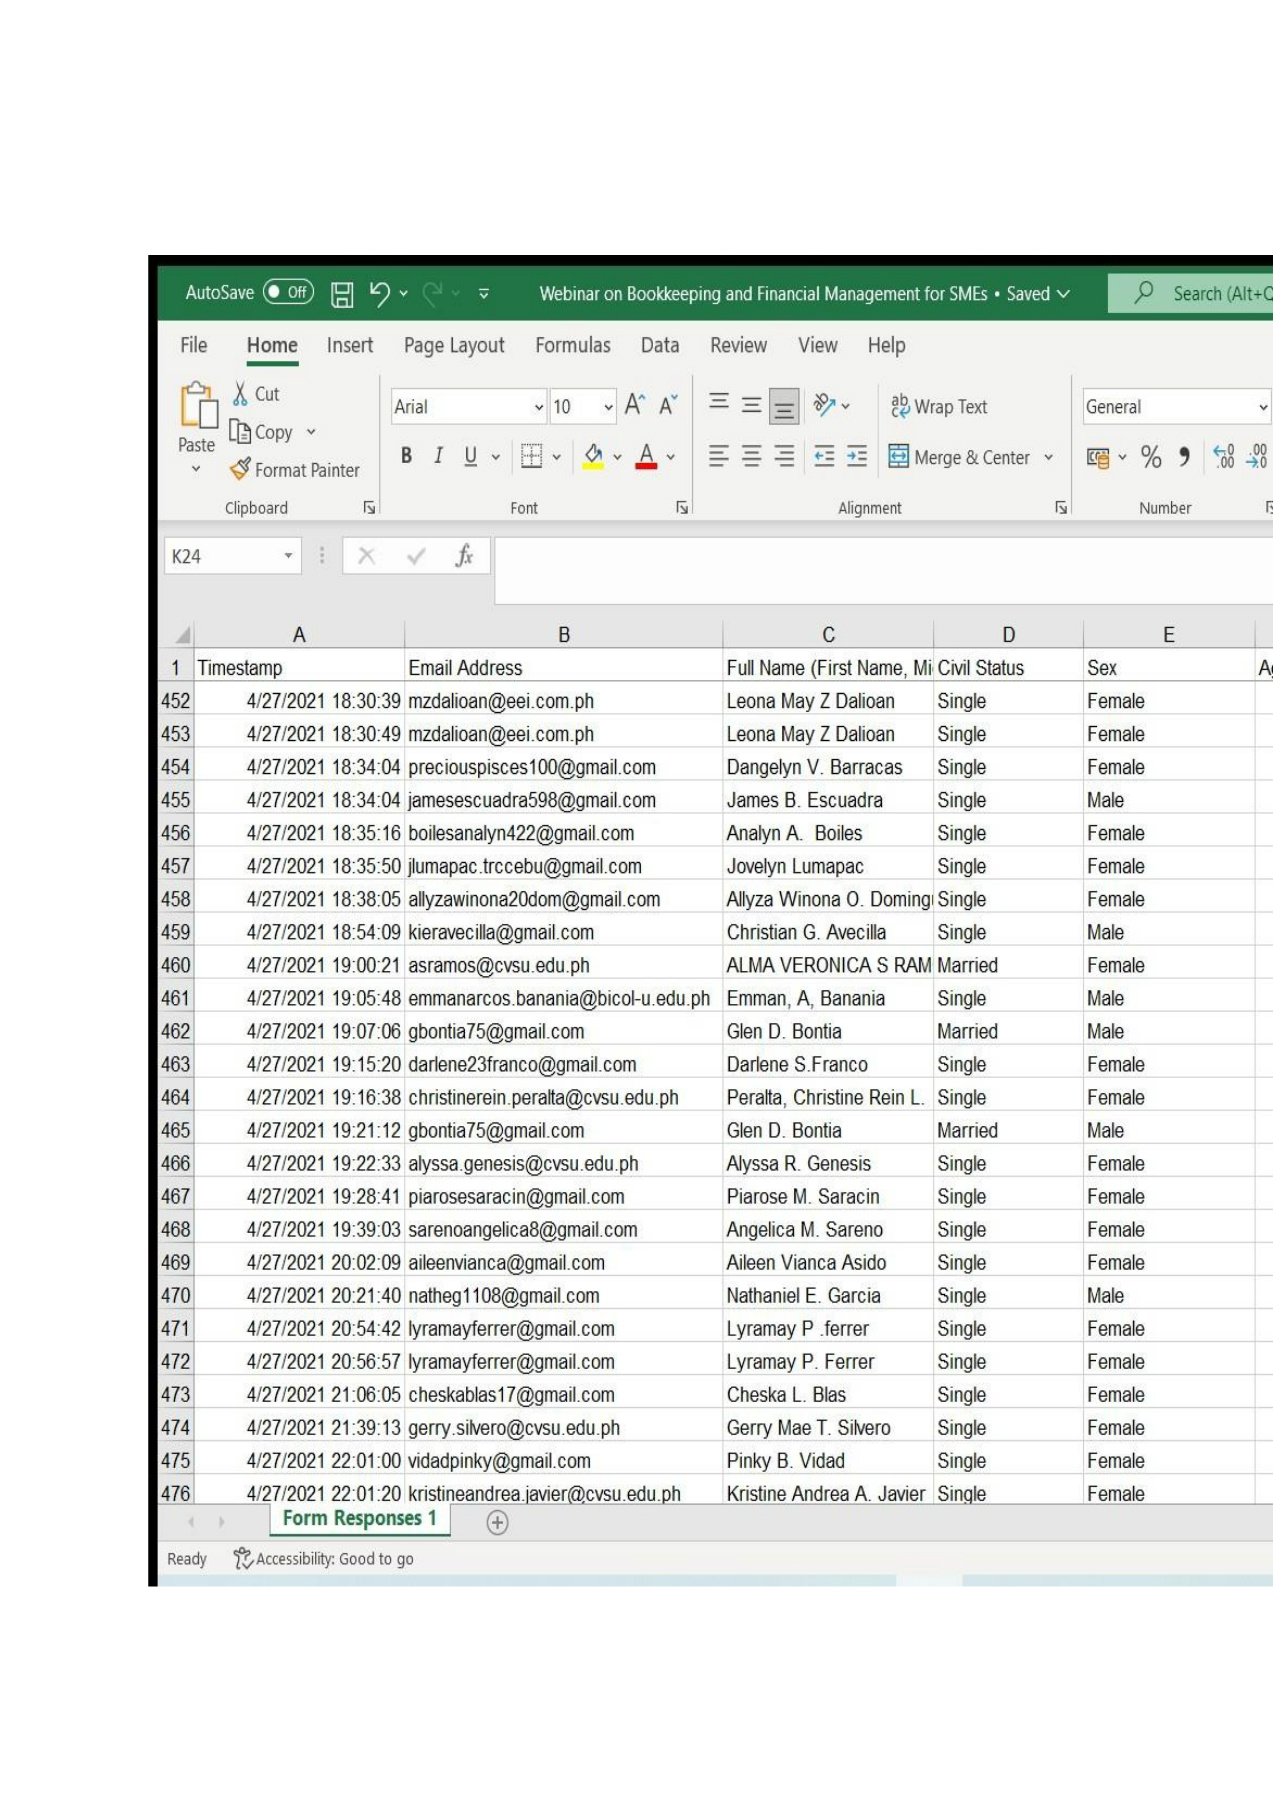 AutoSave Off Webinar on Bookkeeping and Financial Management for SMEs • Saved Search (Alt+Q
File Home Insert Page Layout Formulas Data Review View Help
Paste Cut Copy Format Painter
Arial 10
B I U A
ab Wrap Text
Merge & Center
General
% .00
Clipboard Font Alignment Number
K24 fx
A B C D E
1 Timestamp Email Address Full Name (First Name, Mi Civil Status Sex Ag
452 4/27/2021 18:30:39 mzdalioan@eei.com.ph Leona May Z Dalioan Single Female
453 4/27/2021 18:30:49 mzdalioan@eei.com.ph Leona May Z Dalioan Single Female
454 4/27/2021 18:34:04 preciouspisces100@gmail.com Dangelyn V. Barracas Single Female
455 4/27/2021 18:34:04 jamesescuadra598@gmail.com James B. Escuadra Single Male
456 4/27/2021 18:35:16 boilesanalyn422@gmail.com Analyn A.  Boiles Single Female
457 4/27/2021 18:35:50 jlumapac.trccebu@gmail.com Jovelyn Lumapac Single Female
458 4/27/2021 18:38:05 allyzawinona20dom@gmail.com Allyza Winona O. Doming Single Female
459 4/27/2021 18:54:09 kieravecilla@gmail.com Christian G. Avecilla Single Male
460 4/27/2021 19:00:21 asramos@cvsu.edu.ph ALMA VERONICA S RAM Married Female
461 4/27/2021 19:05:48 emmanarcos.banania@bicol-u.edu.ph Emman, A, Banania Single Male
462 4/27/2021 19:07:06 gbontia75@gmail.com Glen D. Bontia Married Male
463 4/27/2021 19:15:20 darlene23franco@gmail.com Darlene S.Franco Single Female
464 4/27/2021 19:16:38 christinerein.peralta@cvsu.edu.ph Peralta, Christine Rein L. Single Female
465 4/27/2021 19:21:12 gbontia75@gmail.com Glen D. Bontia Married Male
466 4/27/2021 19:22:33 alyssa.genesis@cvsu.edu.ph Alyssa R. Genesis Single Female
467 4/27/2021 19:28:41 piarosesaracin@gmail.com Piarose M. Saracin Single Female
468 4/27/2021 19:39:03 sarenoangelica8@gmail.com Angelica M. Sareno Single Female
469 4/27/2021 20:02:09 aileenvianca@gmail.com Aileen Vianca Asido Single Female
470 4/27/2021 20:21:40 natheg1108@gmail.com Nathaniel E. Garcia Single Male
471 4/27/2021 20:54:42 lyramayferrer@gmail.com Lyramay P .ferrer Single Female
472 4/27/2021 20:56:57 lyramayferrer@gmail.com Lyramay P. Ferrer Single Female
473 4/27/2021 21:06:05 cheskablas17@gmail.com Cheska L. Blas Single Female
474 4/27/2021 21:39:13 gerry.silvero@cvsu.edu.ph Gerry Mae T. Silvero Single Female
475 4/27/2021 22:01:00 vidadpinky@gmail.com Pinky B. Vidad Single Female
476 4/27/2021 22:01:20 kristineandrea.javier@cvsu.edu.ph Kristine Andrea A. Javier Single Female
Form Responses 1
Ready Accessibility: Good to go